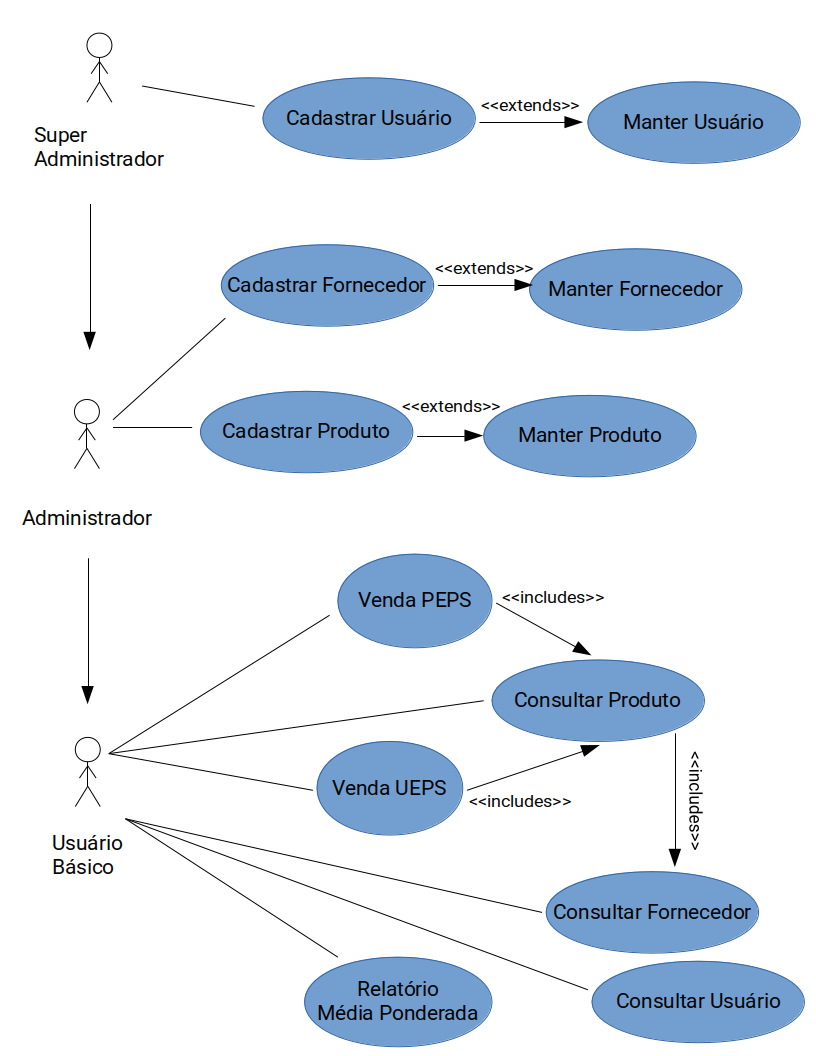 Super
Administrador
Cadastrar Usuário
<<extends>>
Manter Usuário
Cadastrar Fornecedor
<<extends>>
Manter Fornecedor
Cadastrar Produto
<<extends>>
Manter Produto
Administrador
Venda PEPS
<<includes>>
Consultar Produto
Venda UEPS
<<includes>>
<<includes>>
Usuário
Básico
Consultar Fornecedor
Relatório
Média Ponderada
Consultar Usuário